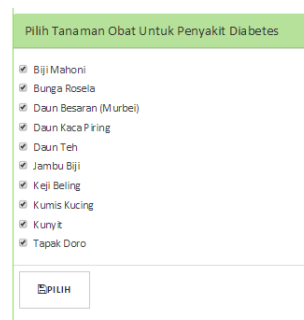 Pilih Tanaman Obat Untuk Penyakit Diabetes
Biji Mahoni
Bunga Rosela
Daun Besaran (Murbei)
Daun Kaca Piring
Daun Teh
Jambu Biji
Keji Beling
Kumis Kucing
Kunyit
Tapak Doro
PILIH